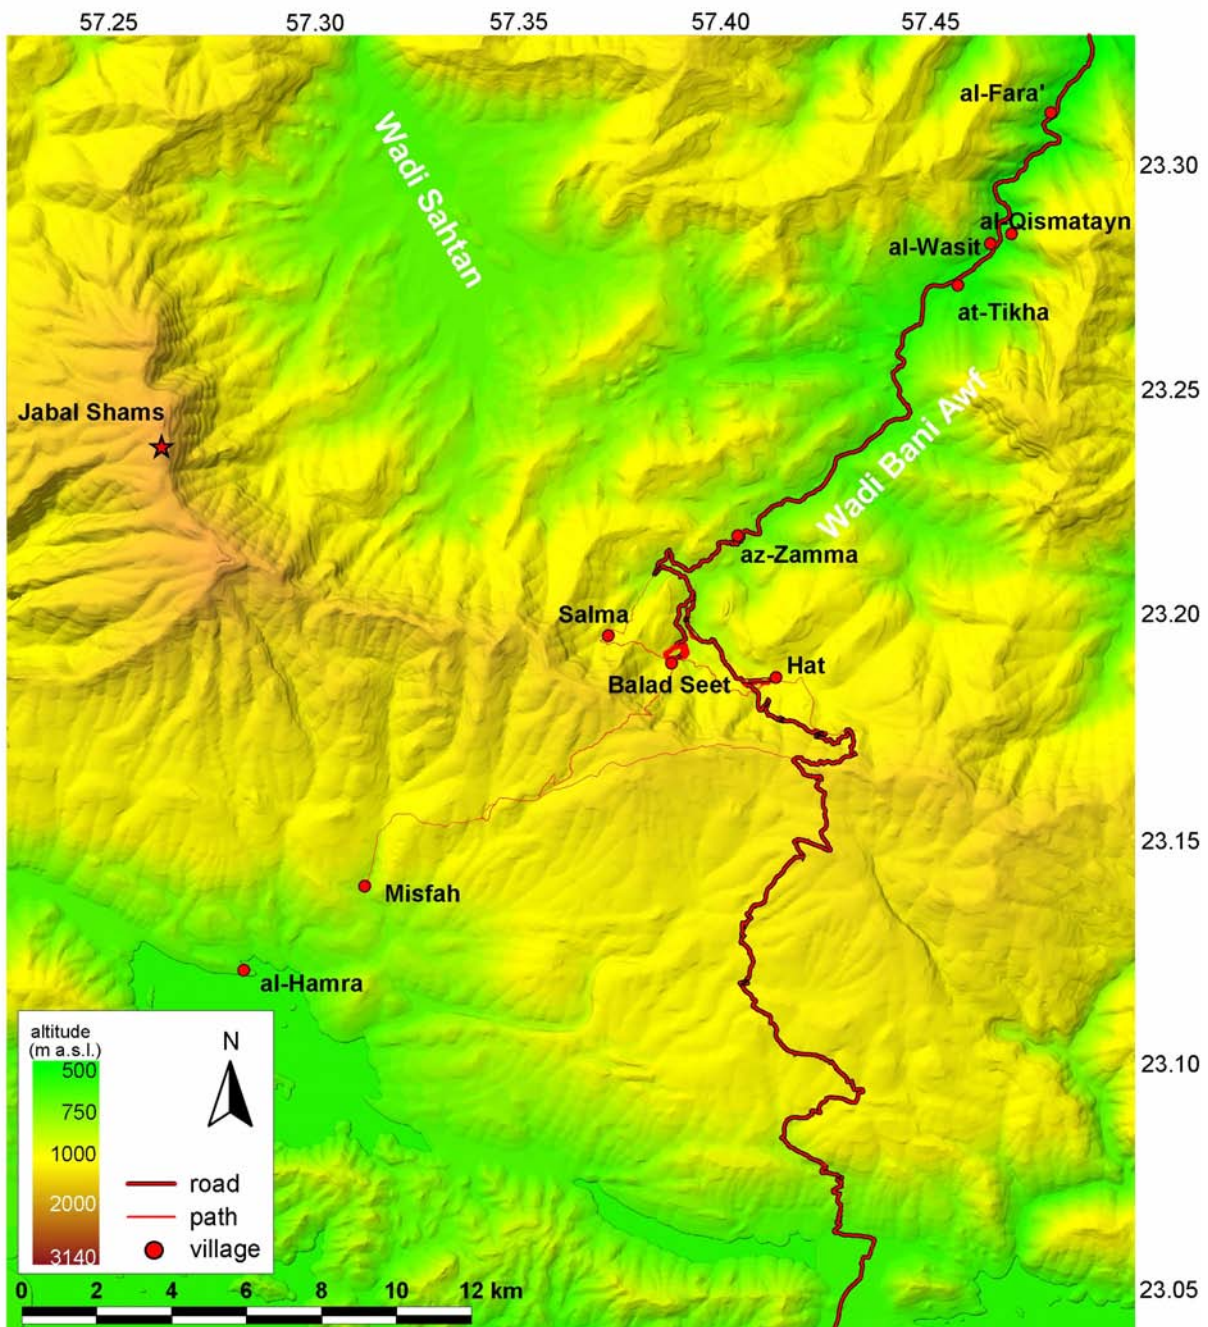 57.25 57.30 57.35 57.40 57.45
al-Fara'
Wadi Sahtan
23.30
al-Qismatayn
al-Wasit
at-Tikha
23.25
Jabal Shams
Wadi Bani Awf
az-Zamma
Salma
23.20
Hat
Balad Seet
23.15
Misfah
al-Hamra
altitude
(m a.s.l.)
N
500
750
1000
2000
3140
23.10
road
path
village
0 2 4 6 8 10 12 km
23.05